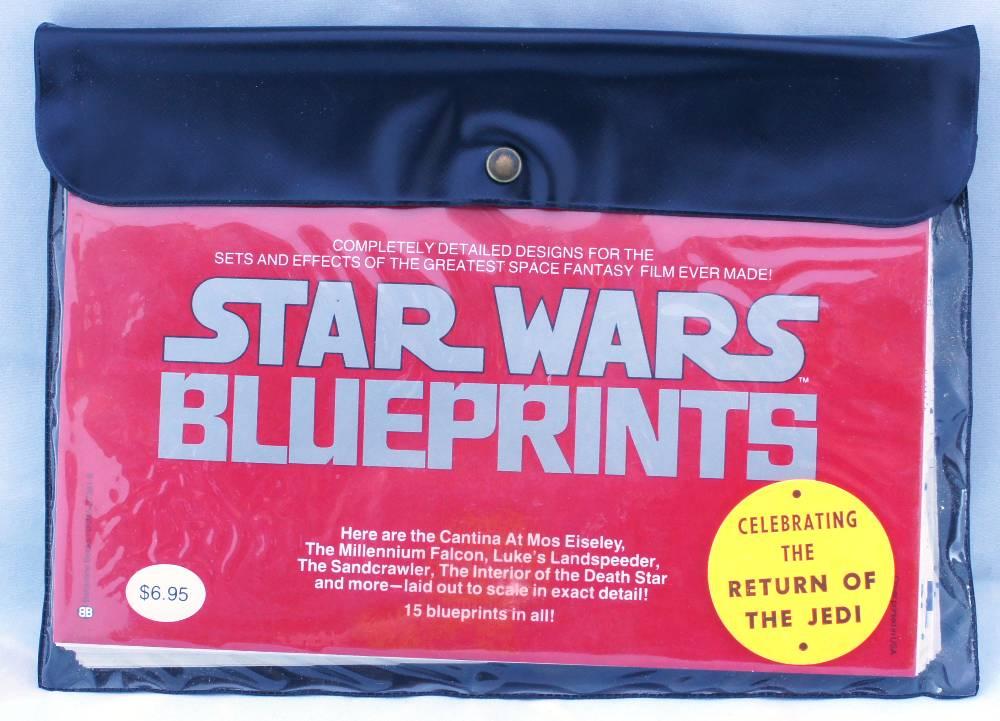 COMPLETELY DETAILED DESIGNS FOR THE
SETS AND EFFECTS OF THE GREATEST SPACE FANTASY FILM EVER MADE!
STAR WARS
™
BLUEPRINTS
Here are the Cantina At Mos Eiseley,
The Millennium Falcon, Luke's Landspeeder,
The Sandcrawler, The Interior of the Death Star
and more—laid out to scale in exact detail!
15 blueprints in all!
$6.95
BB
CELEBRATING
THE
RETURN OF
THE JEDI